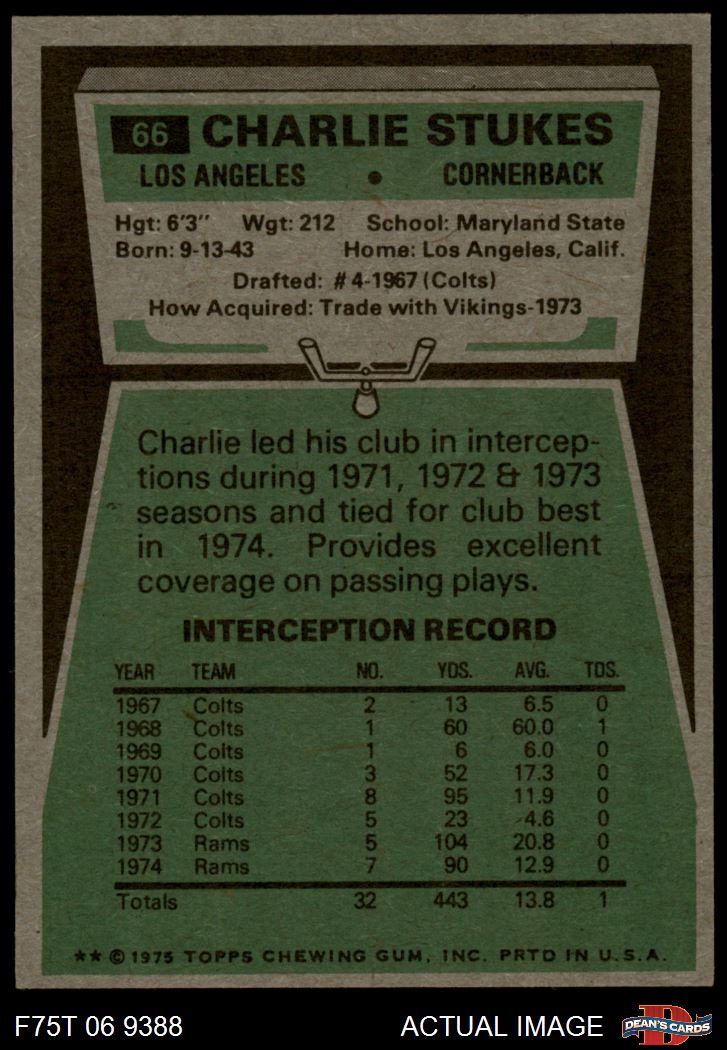 66 CHARLIE STUKES
LOS ANGELES • CORNERBACK
Hgt: 6'3" Wgt: 212 School: Maryland State
Born: 9-13-43 Home: Los Angeles, Calif.
Drafted: #4-1967 (Colts)
How Acquired: Trade with Vikings-1973
Charlie led his club in intercep-
tions during 1971, 1972 & 1973
seasons and tied for club best
in 1974. Provides excellent
coverage on passing plays.
INTERCEPTION RECORD
YEAR TEAM NO. YDS. AVG. TDS.
1967 Colts 2 13 6.5 0
1968 Colts 1 60 60.0 1
1969 Colts 1 6 6.0 0
1970 Colts 3 52 17.3 0
1971 Colts 8 95 11.9 0
1972 Colts 5 23 4.6 0
1973 Rams 5 104 20.8 0
1974 Rams 7 90 12.9 0
Totals 32 443 13.8 1
** © 1975 TOPPS CHEWING GUM, INC. PRTD IN U.S.A.
F75T 06 9388 ACTUAL IMAGE D DEAN'S CARDS